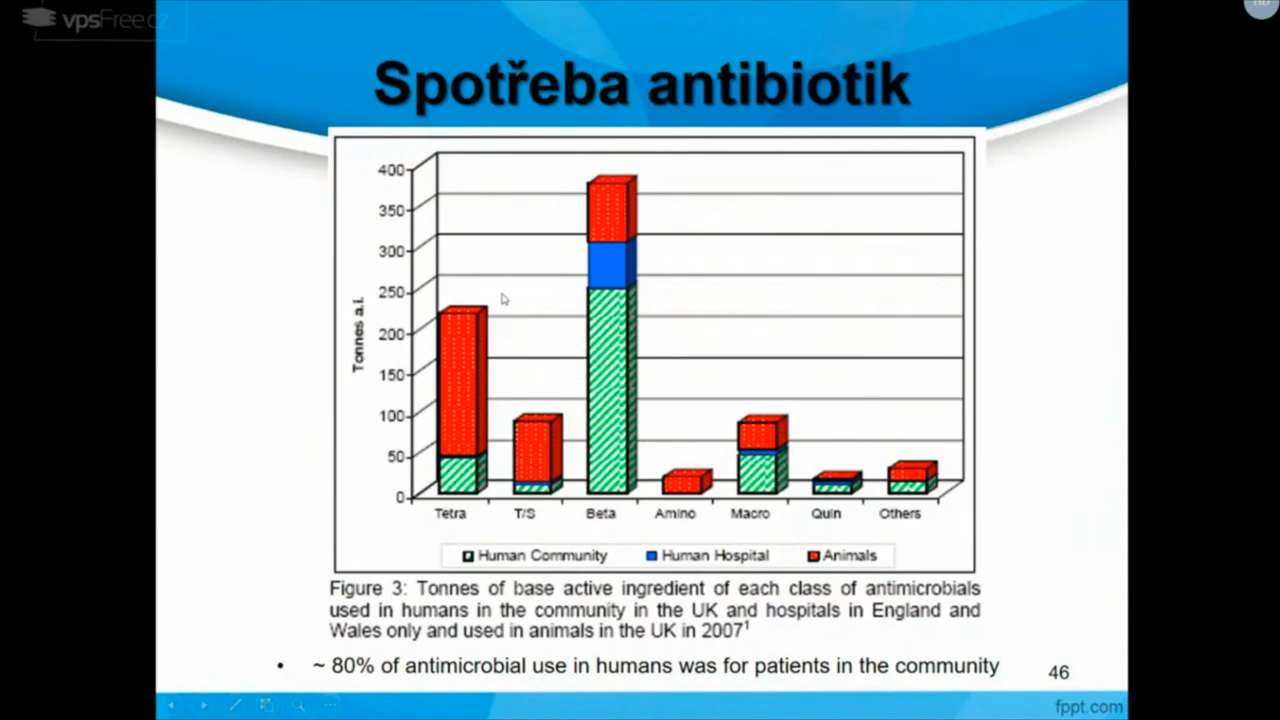 vpsFree.cz
HD
Spotřeba antibiotik
400
350
300
250
200
150
100
50
0
Tonnes a.i.
Tetra T/S Beta Amino Macro Quin Others
Human Community Human Hospital Animals
Figure 3: Tonnes of base active ingredient of each class of antimicrobials
used in humans in the community in the UK and hospitals in England and
Wales only and used in animals in the UK in 2007¹
• ~ 80% of antimicrobial use in humans was for patients in the community
46
fppt.com